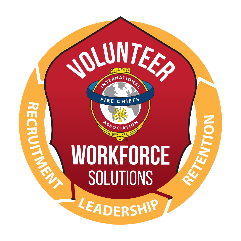 VOLUNTEER
INTERNATIONAL
FIRE CHIEFS
ASSOCIATION
WORKFORCE
SOLUTIONS
RECRUITMENT
LEADERSHIP
RETENTION